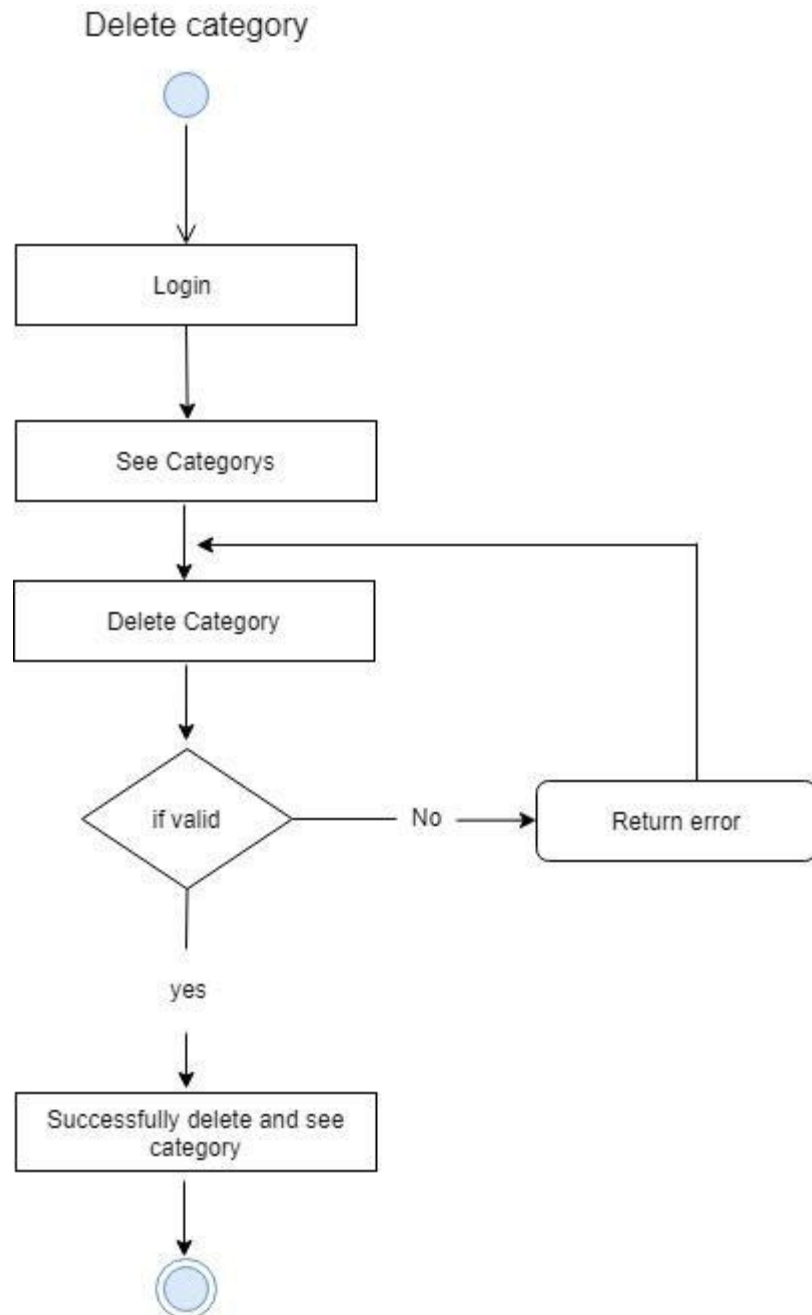 Delete category
Login
See Categorys
Delete Category
if valid
No
Return error
yes
Successfully delete and see
category